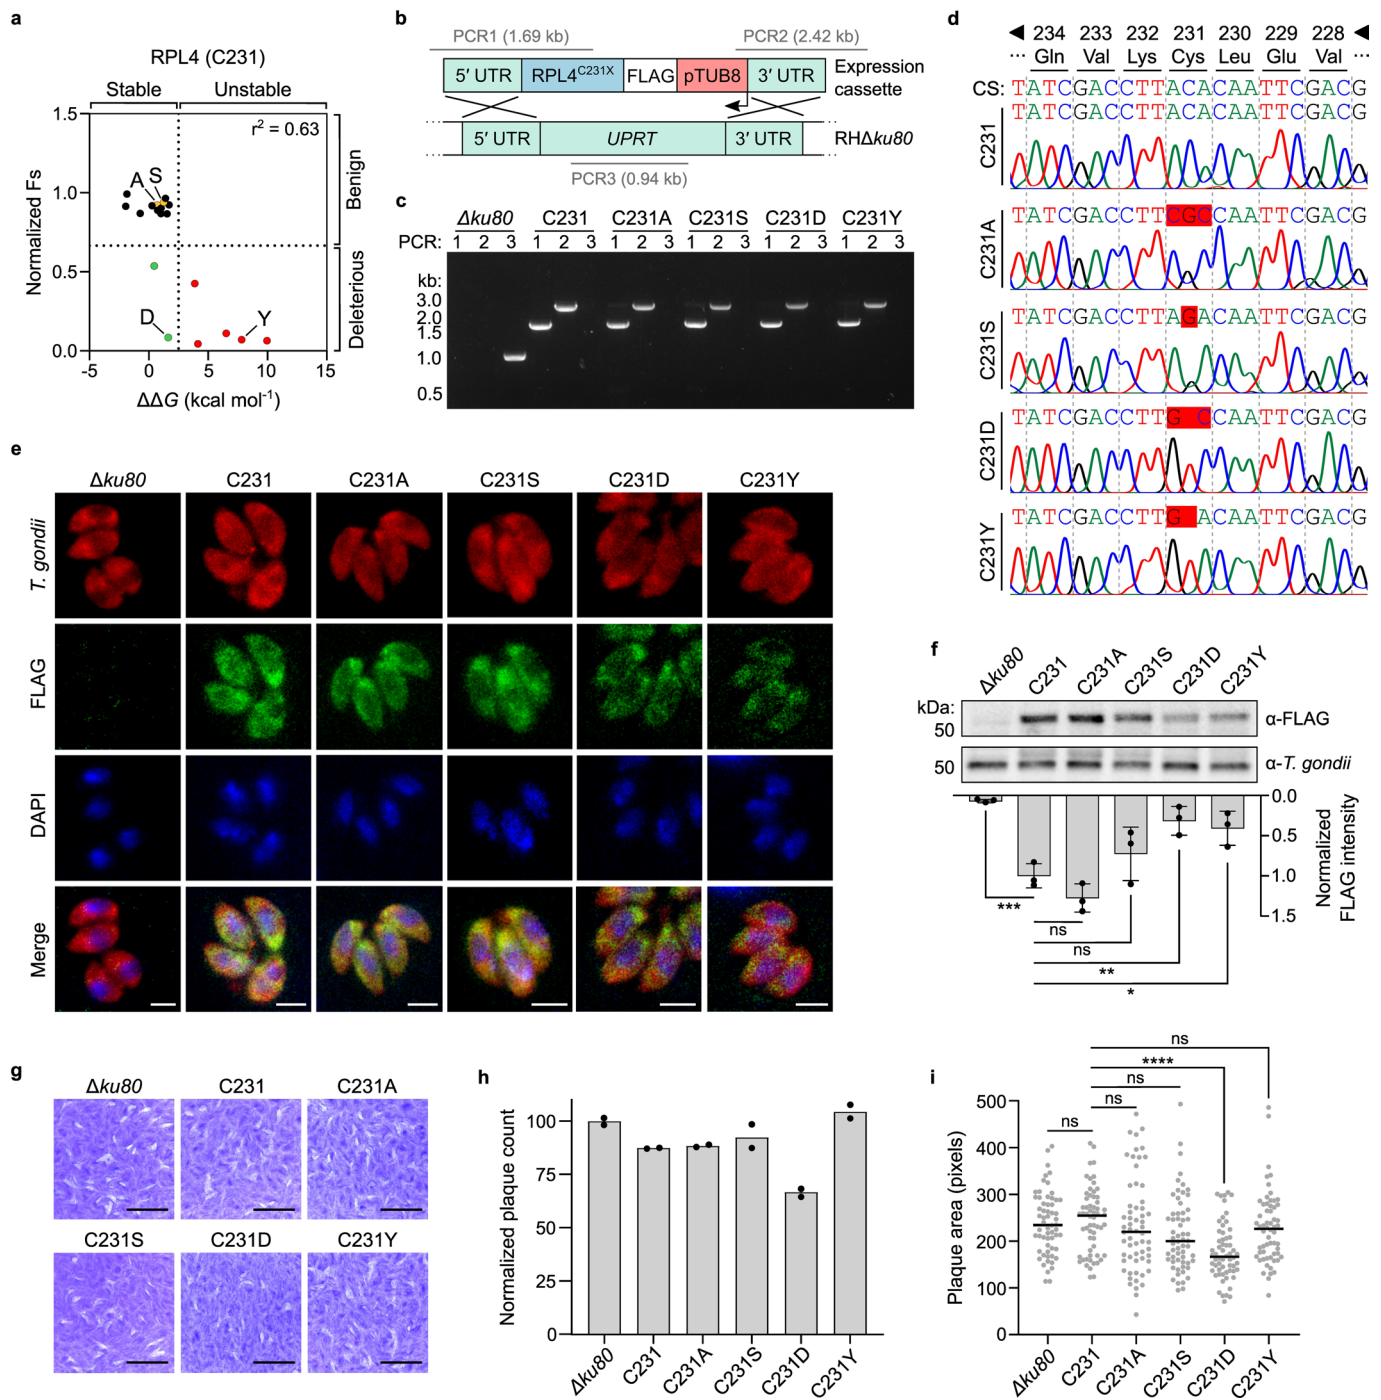 a
RPL4 (C231)
Stable Unstable
r² = 0.63
Normalized Fs
1.5
1.0
0.5
0.0
A S
D Y
Benign
Deleterious
-5 0 5 10 15
ΔΔG (kcal mol⁻¹)
b
PCR1 (1.69 kb) PCR2 (2.42 kb)
5′ UTR RPL4^C231X FLAG pTUB8 3′ UTR
Expression
cassette
5′ UTR UPRT 3′ UTR RHΔku80
PCR3 (0.94 kb)
c
Δku80 C231 C231A C231S C231D C231Y
PCR: 1 2 3 1 2 3 1 2 3 1 2 3 1 2 3 1 2 3
kb:
3.0
2.0
1.5
1.0
0.5
d
234 233 232 231 230 229 228
... Gln Val Lys Cys Leu Glu Val ...
CS: TATCGACCTTACACAATTCGACG
C231 TATCGACCTTACACAATTCGACG
C231A TATCGACCTTCGCCAATTCGACG
C231S TATCGACCTTAGACAATTCGACG
C231D TATCGACCTTG CCAATTCGACG
C231Y TATCGACCTTG ACAATTCGACG
e
Δku80 C231 C231A C231S C231D C231Y
T. gondii
FLAG
DAPI
Merge
f
Δku80 C231 C231A C231S C231D C231Y
kDa:
50 α-FLAG
50 α-T. gondii
0.0
0.5
1.0
1.5
Normalized
FLAG intensity
***
ns
ns
**
*
g
Δku80 C231 C231A
C231S C231D C231Y
h
Normalized plaque count
100
75
50
25
0
Δku80 C231 C231A C231S C231D C231Y
i
ns
****
ns
ns
ns
Plaque area (pixels)
500
400
300
200
100
0
Δku80 C231 C231A C231S C231D C231Y